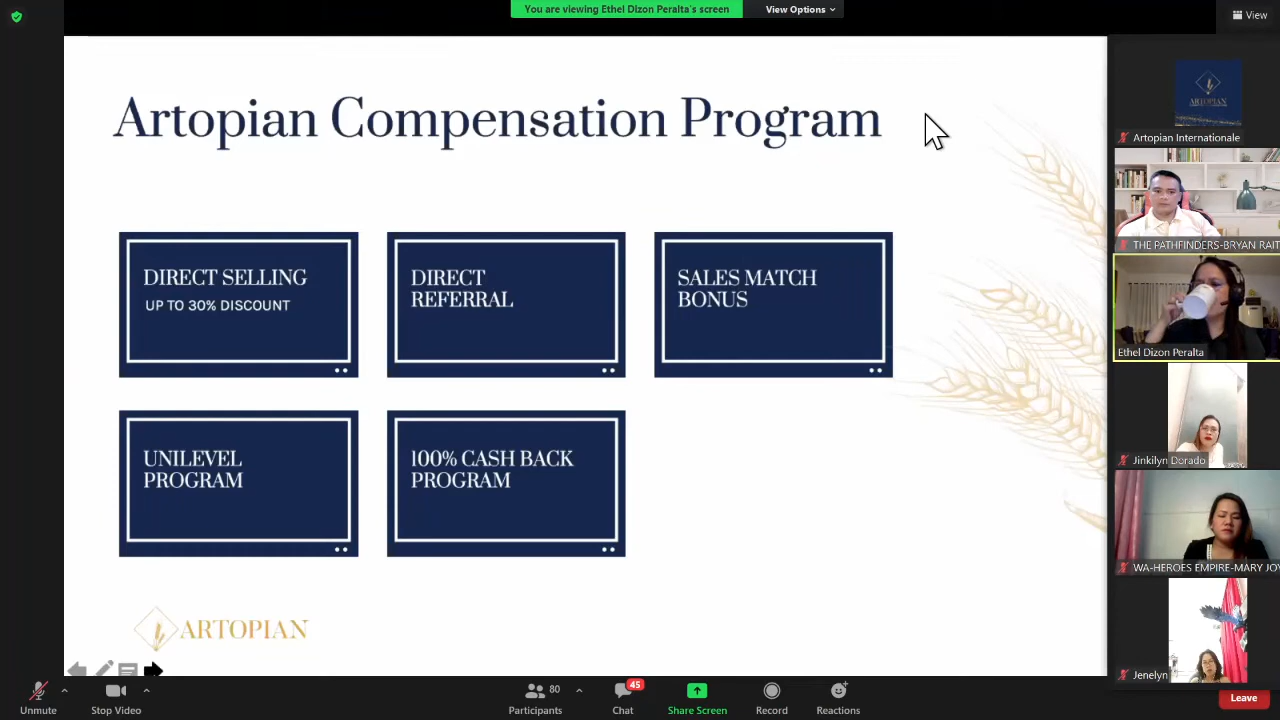 You are viewing Ethel Dizon Peralta's screen
View Options
View
Artopian Compensation Program
DIRECT SELLING
UP TO 30% DISCOUNT
DIRECT
REFERRAL
SALES MATCH
BONUS
UNILEVEL
PROGRAM
100% CASH BACK
PROGRAM
ARTOPIAN
ARTOPIAN
Artopian Internationale
THE PATHFINDERS-BRYAN RAIT
Ethel Dizon Peralta
Jinkilyn Dorado
WA-HEROES EMPIRE-MARY JOY
Jenelyn
Unmute
Stop Video
80
Participants
45
Chat
Share Screen
Record
Reactions
Leave